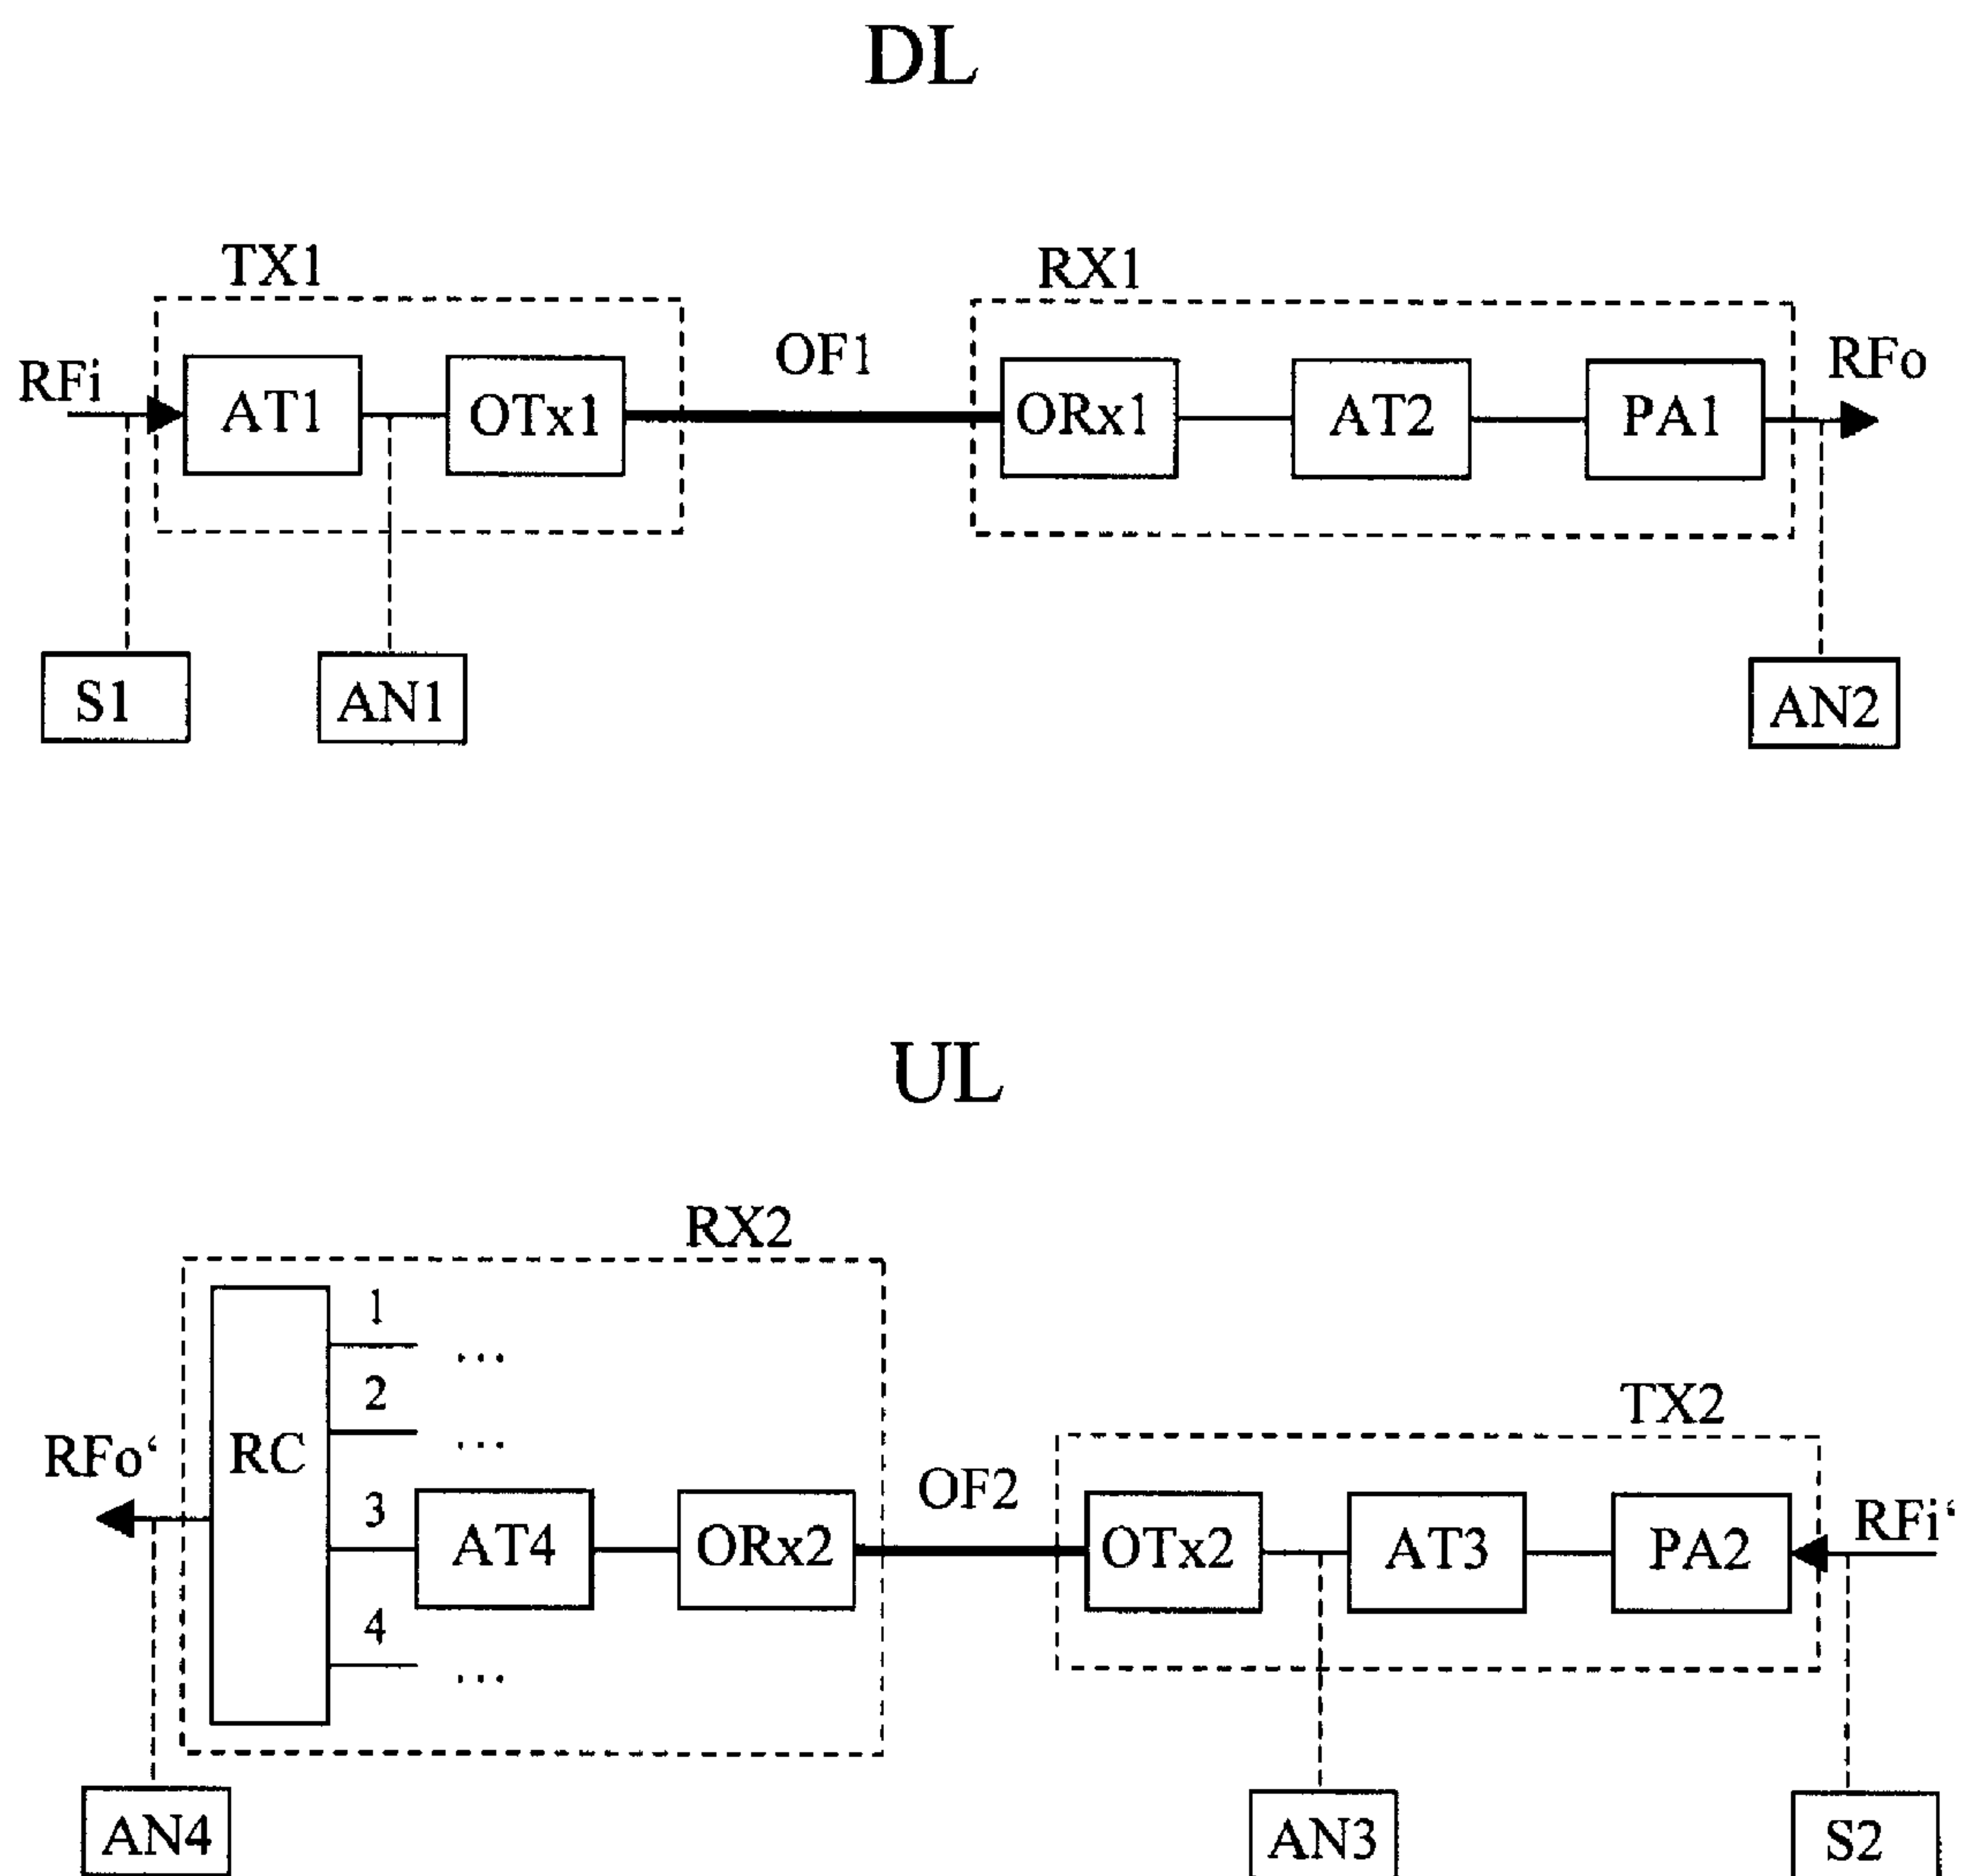 DL
TX1
RX1
OF1
RFi
RFo
AT1
OTx1
ORx1
AT2
PA1
S1
AN1
AN2
UL
RX2
1
...
2
...
TX2
RFo‘
RC
OF2
3
RFi‘
AT4
ORx2
OTx2
AT3
PA2
4
...
AN4
AN3
S2